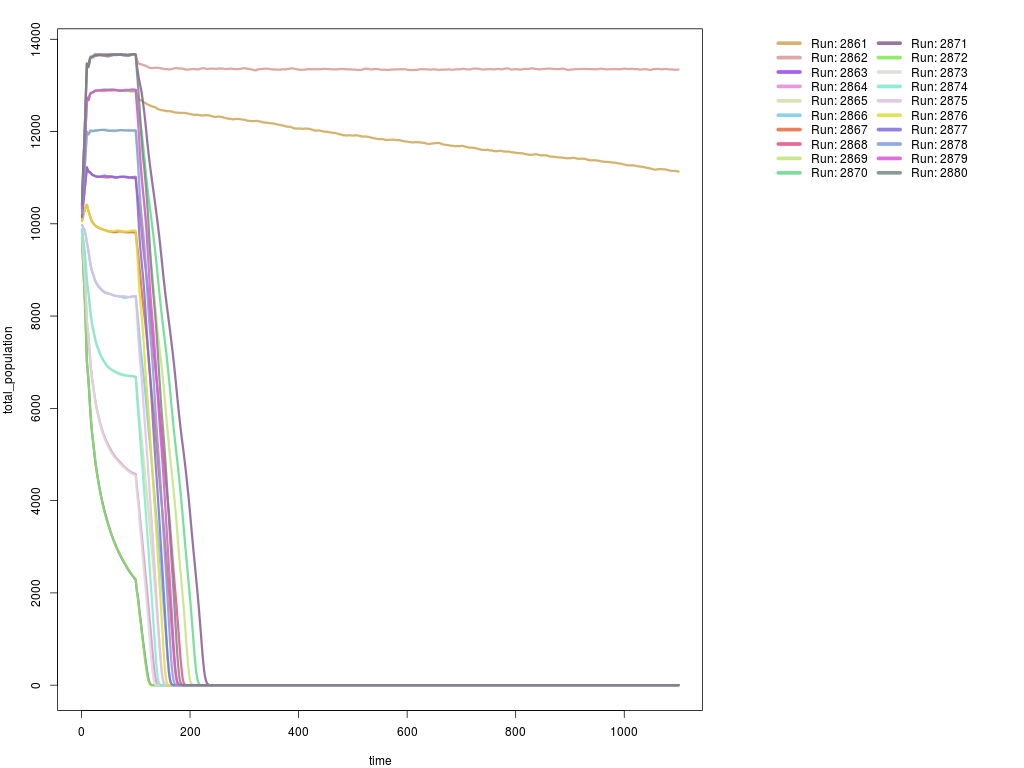 14000
12000
10000
8000
6000
4000
2000
0
total_population
0 200 400 600 800 1000
time
Run: 2861 Run: 2871
Run: 2862 Run: 2872
Run: 2863 Run: 2873
Run: 2864 Run: 2874
Run: 2865 Run: 2875
Run: 2866 Run: 2876
Run: 2867 Run: 2877
Run: 2868 Run: 2878
Run: 2869 Run: 2879
Run: 2870 Run: 2880